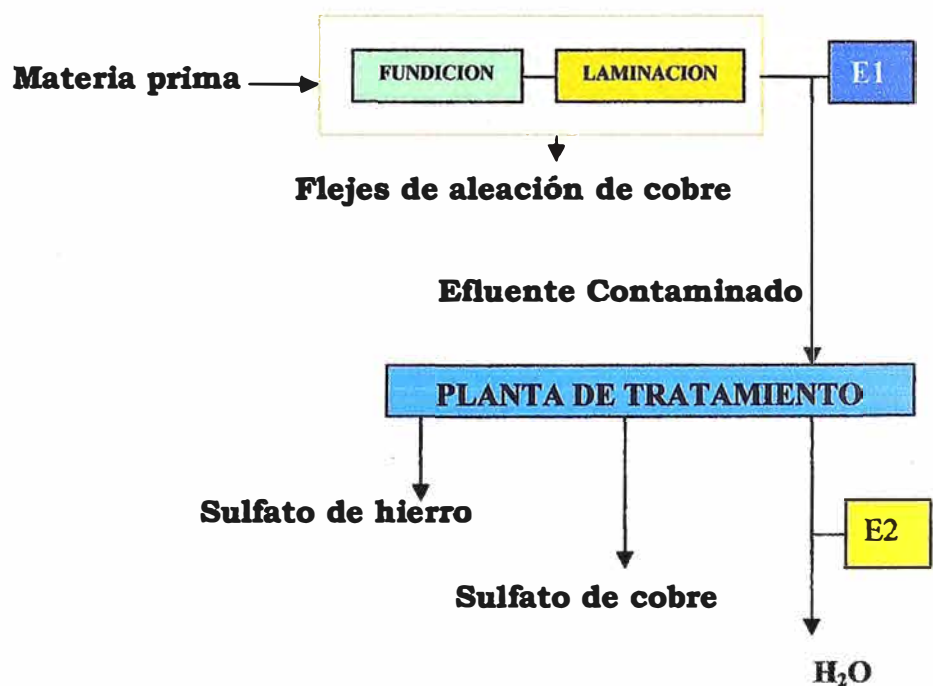 FUNDICION
LAMINACION
E1
Materia prima
Flejes de aleación de cobre
Efluente Contaminado
PLANTA DE TRATAMIENTO
Sulfato de hierro
E2
Sulfato de cobre
H₂O